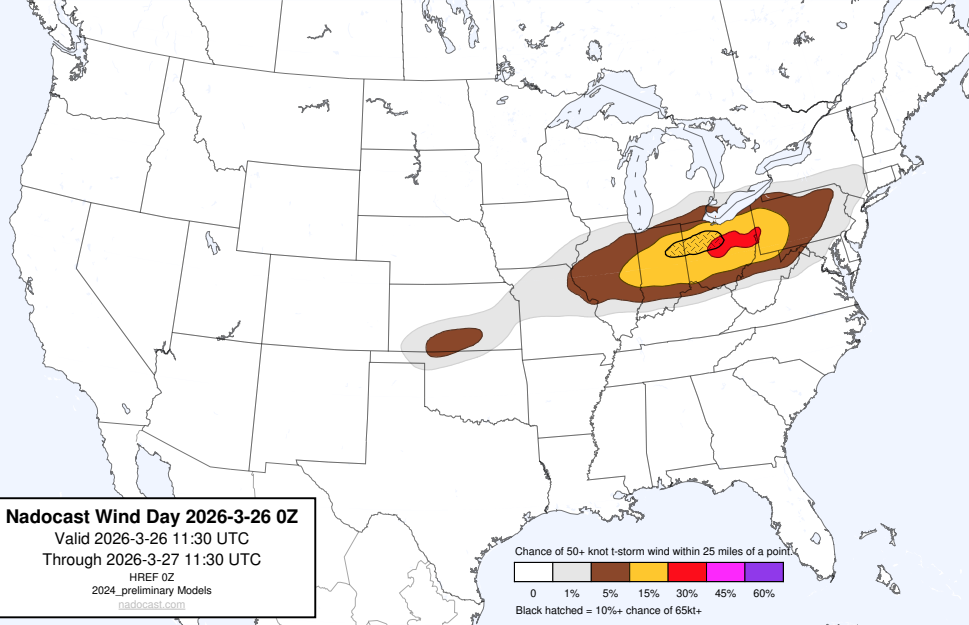 Nadocast Wind Day 2026-3-26 0Z
Valid 2026-3-26 11:30 UTC
Through 2026-3-27 11:30 UTC
HREF 0Z
2024_preliminary Models
nadocast.com
Chance of 50+ knot t-storm wind within 25 miles of a point.
0 1% 5% 15% 30% 45% 60%
Black hatched = 10%+ chance of 65kt+